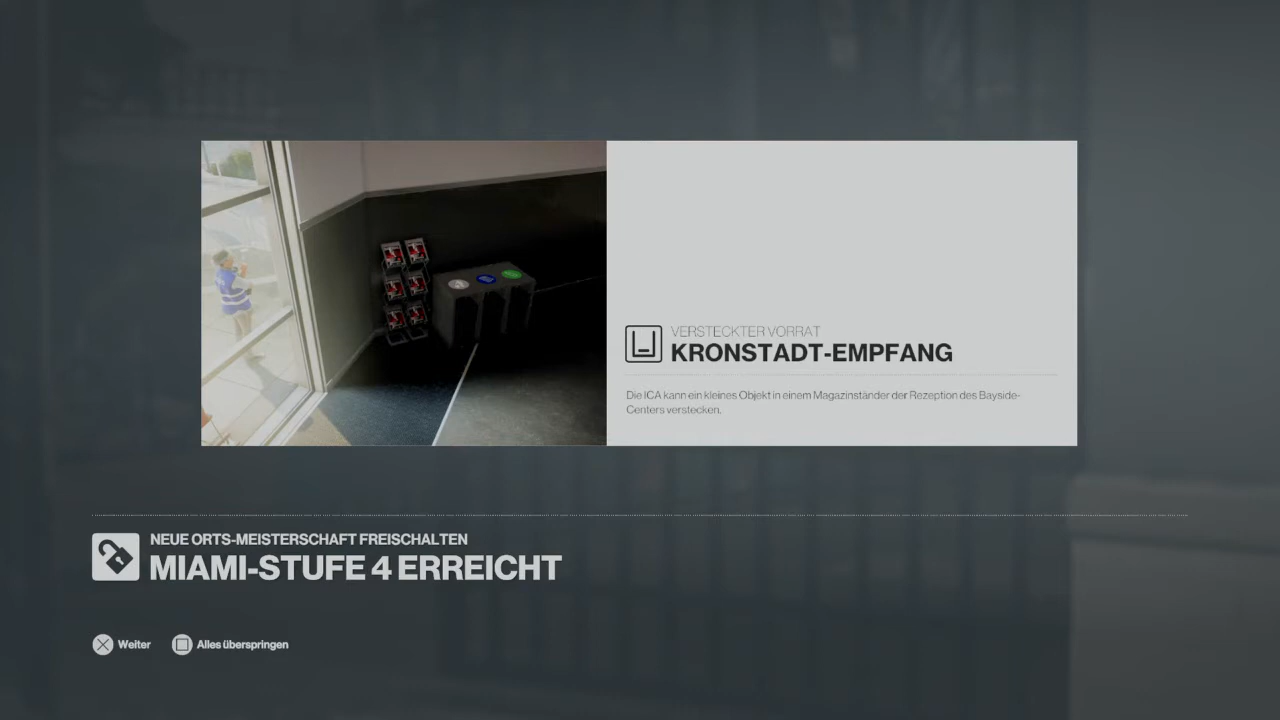 VERSTECKTER VORRAT
KRONSTADT-EMPFANG
Die ICA kann ein kleines Objekt in einem Magazinständer der Rezeption des Bayside-
Centers verstecken.
NEUE ORTS-MEISTERSCHAFT FREISCHALTEN
MIAMI-STUFE 4 ERREICHT
Weiter
Alles überspringen